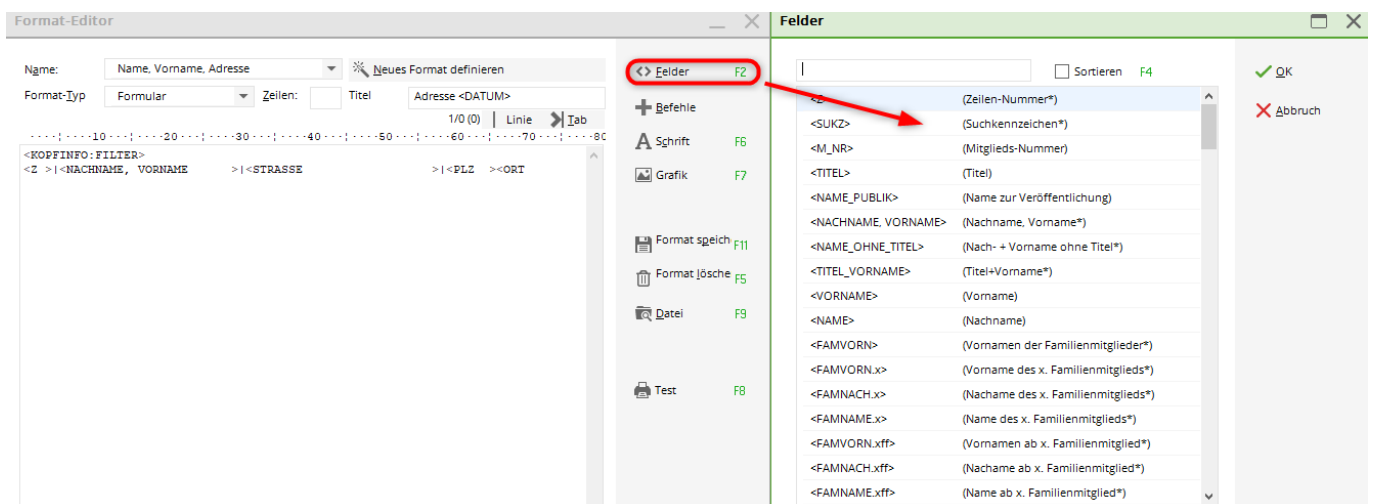 Format-Editor
Name: Name, Vorname, Adresse Neues Format definieren
Format-Typ Formular Zeilen: Titel Adresse <DATUM>
1/0 (0) Linie Tab
····¦····10···¦····20···¦····30···¦····40···¦····50···¦····60···¦····70···¦····80
<KOPFINFO:FILTER>
<Z >|<NACHNAME, VORNAME >|<STRASSE >|<PLZ ><ORT
<> Felder F2
Befehle
Schrift F6
Grafik F7
Format speich F11
Format lösche F5
Datei F9
Test F8
Felder
Sortieren F4
OK
Abbruch
<Z (Zeilen-Nummer*)
<SUKZ> (Suchkennzeichen*)
<M_NR> (Mitglieds-Nummer)
<TITEL> (Titel)
<NAME_PUBLIK> (Name zur Veröffentlichung)
<NACHNAME, VORNAME> (Nachname, Vorname*)
<NAME_OHNE_TITEL> (Nach- + Vorname ohne Titel*)
<TITEL_VORNAME> (Titel+Vorname*)
<VORNAME> (Vorname)
<NAME> (Nachname)
<FAMVORN> (Vornamen der Familienmitglieder*)
<FAMVORN.x> (Vorname des x. Familienmitglieds*)
<FAMNACH.x> (Nachame des x. Familienmitglieds*)
<FAMNAME.x> (Name des x. Familienmitglieds*)
<FAMVORN.xff> (Vornamen ab x. Familienmitglied*)
<FAMNACH.xff> (Nachame ab x. Familienmitglied*)
<FAMNAME.xff> (Name ab x. Familienmitglied*)